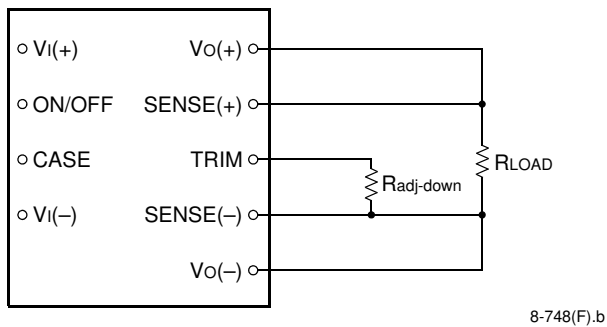 VI(+)
VO(+)
ON/OFF
SENSE(+)
CASE
TRIM
RLOAD
Radj-down
VI(–)
SENSE(–)
VO(–)
8-748(F).b